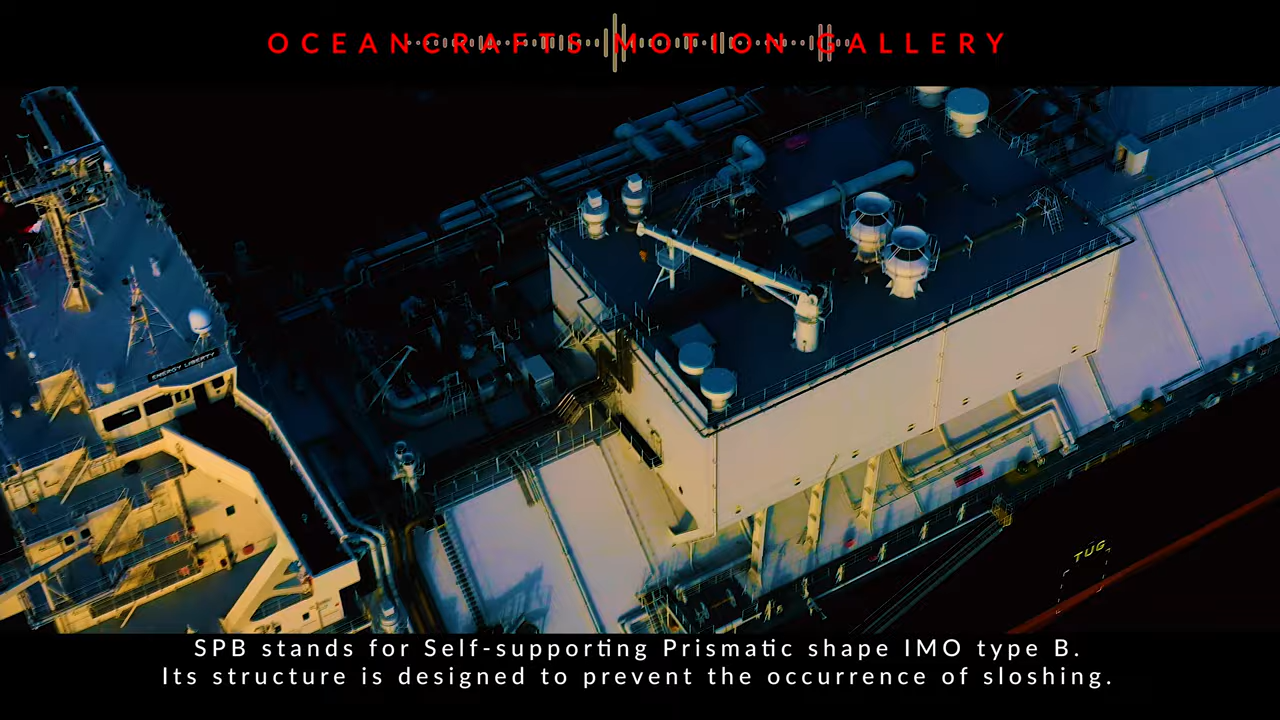 OCEANCRAFTS MOTION GALLERY
ENERGY LIBERTY
TUG
SPB stands for Self-supporting Prismatic shape IMO type B.
Its structure is designed to prevent the occurrence of sloshing.